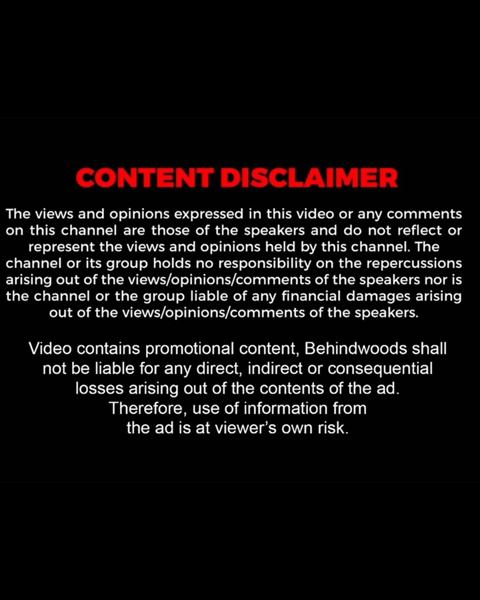 CONTENT DISCLAIMER
The views and opinions expressed in this video or any comments
on this channel are those of the speakers and do not reflect or
represent the views and opinions held by this channel. The
channel or its group holds no responsibility on the repercussions
arising out of the views/opinions/comments of the speakers nor is
the channel or the group liable of any financial damages arising
out of the views/opinions/comments of the speakers.
Video contains promotional content, Behindwoods shall
not be liable for any direct, indirect or consequential
losses arising out of the contents of the ad.
Therefore, use of information from
the ad is at viewer's own risk.